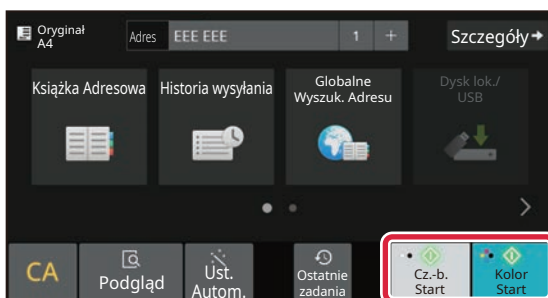 Oryginał
A4
Adres EEE EEE 1 +
Szczegóły
Książka Adresowa
Historia wysyłania
Globalne
Wyszuk. Adresu
Dysk lok./
USB
CA
Podgląd
Ust.
Autom.
Ostatnie
zadania
Cz.-b.
Start
Kolor
Start